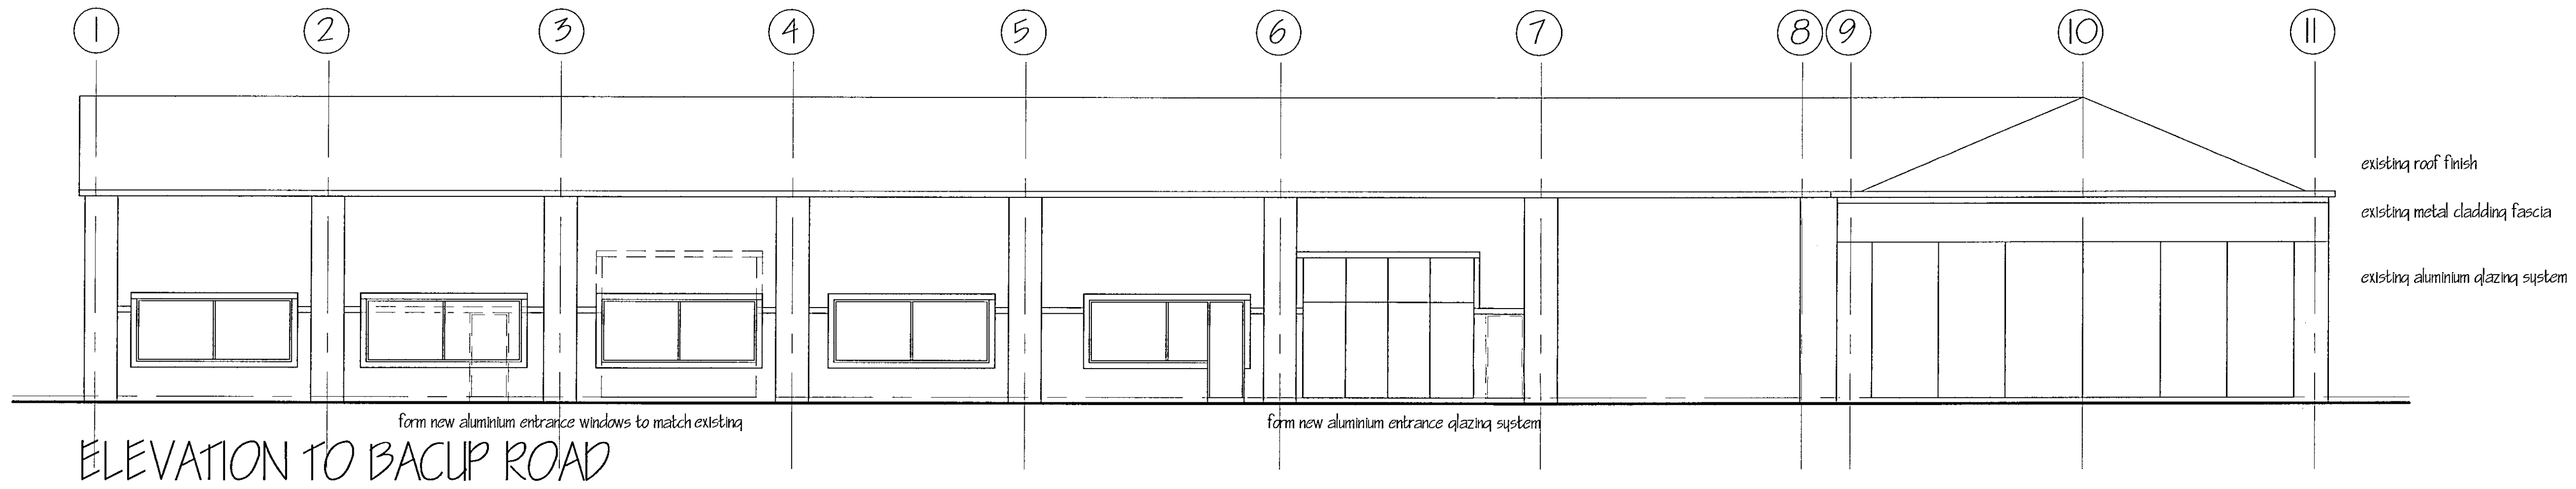 1 2 3 4 5 6 7 8 9 10 11
existing roof finish
existing metal cladding fascia
existing aluminium glazing system
form new aluminium entrance windows to match existing
form new aluminium entrance glazing system
ELEVATION TO BACUP ROAD